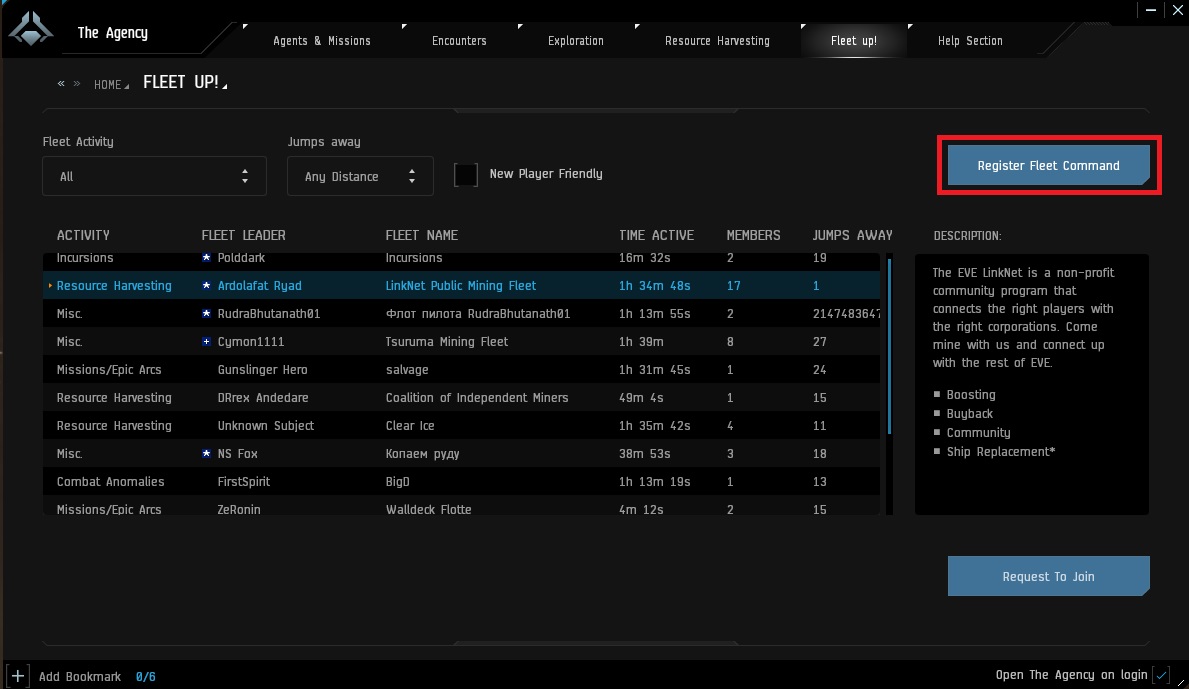 The Agency
Agents & Missions
Encounters
Exploration
Resource Harvesting
Fleet up!
Help Section
« » HOME FLEET UP!
Fleet Activity
Jumps away
All
Any Distance
New Player Friendly
Register Fleet Command
ACTIVITY FLEET LEADER FLEET NAME TIME ACTIVE MEMBERS JUMPS AWAY
Incursions Polddark Incursions 16m 32s 2 19
Resource Harvesting Ardolafat Ryad LinkNet Public Mining Fleet 1h 34m 48s 17 1
Misc. RudraBhutanath01 Флот пилота RudraBhutanath01 1h 13m 55s 2 2147483647
Misc. Cymon1111 Tsuruma Mining Fleet 1h 39m 8 27
Missions/Epic Arcs Gunslinger Hero salvage 1h 31m 45s 1 24
Resource Harvesting DRrex Andedare Coalition of Independent Miners 49m 4s 1 15
Resource Harvesting Unknown Subject Clear Ice 1h 35m 42s 4 11
Misc. NS Fox Копаем руду 38m 53s 3 18
Combat Anomalies FirstSpirit BigD 1h 13m 19s 1 13
Missions/Epic Arcs ZeRonin Walldeck Flotte 4m 12s 2 15
DESCRIPTION:
The EVE LinkNet is a non-profit
community program that
connects the right players with
the right corporations. Come
mine with us and connect up
with the rest of EVE.
■ Boosting
■ Buyback
■ Community
■ Ship Replacement*
Request To Join
Add Bookmark 0/6
Open The Agency on login